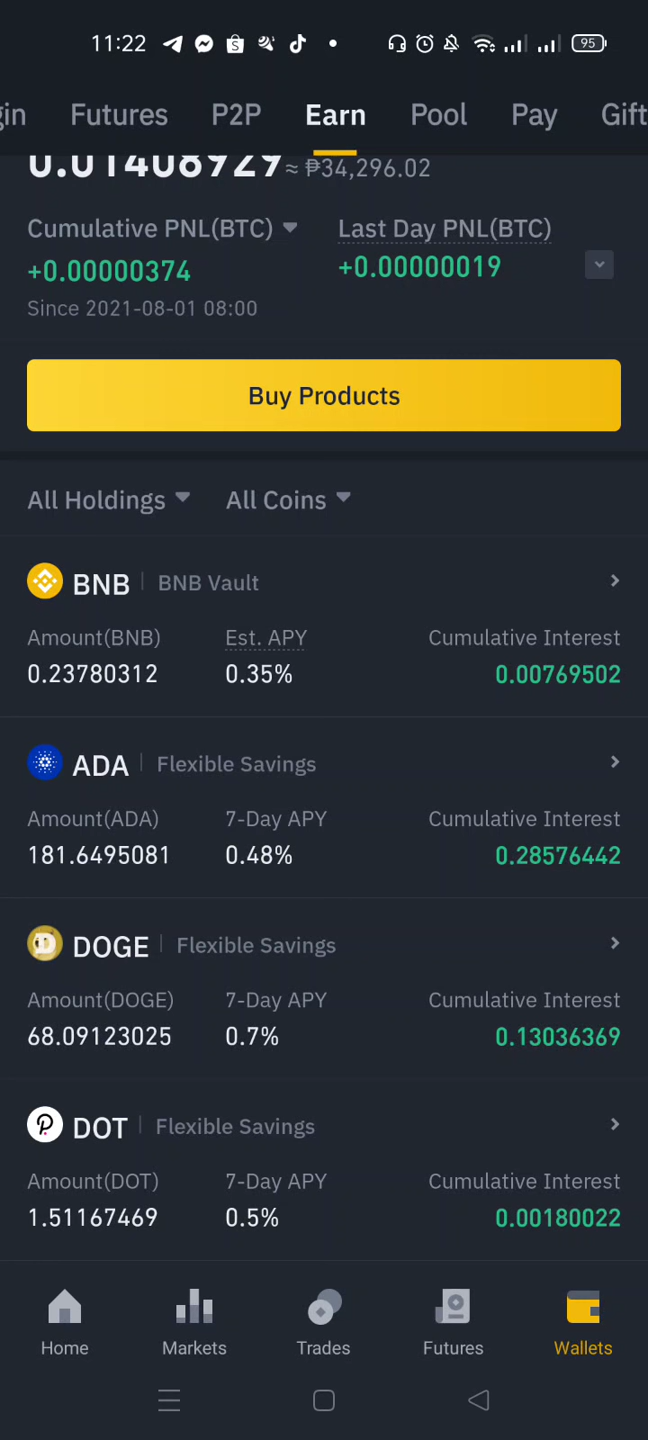 11:22 95
gin Futures P2P Earn Pool Pay Gift
0.01408929 ≈ ₱34,296.02
Cumulative PNL(BTC) Last Day PNL(BTC)
+0.00000374 +0.00000019
Since 2021-08-01 08:00
Buy Products
All Holdings All Coins
BNB BNB Vault
Amount(BNB) Est. APY Cumulative Interest
0.23780312 0.35% 0.00769502
ADA Flexible Savings
Amount(ADA) 7-Day APY Cumulative Interest
181.6495081 0.48% 0.28576442
DOGE Flexible Savings
Amount(DOGE) 7-Day APY Cumulative Interest
68.09123025 0.7% 0.13036369
DOT Flexible Savings
Amount(DOT) 7-Day APY Cumulative Interest
1.51167469 0.5% 0.00180022
Home Markets Trades Futures Wallets